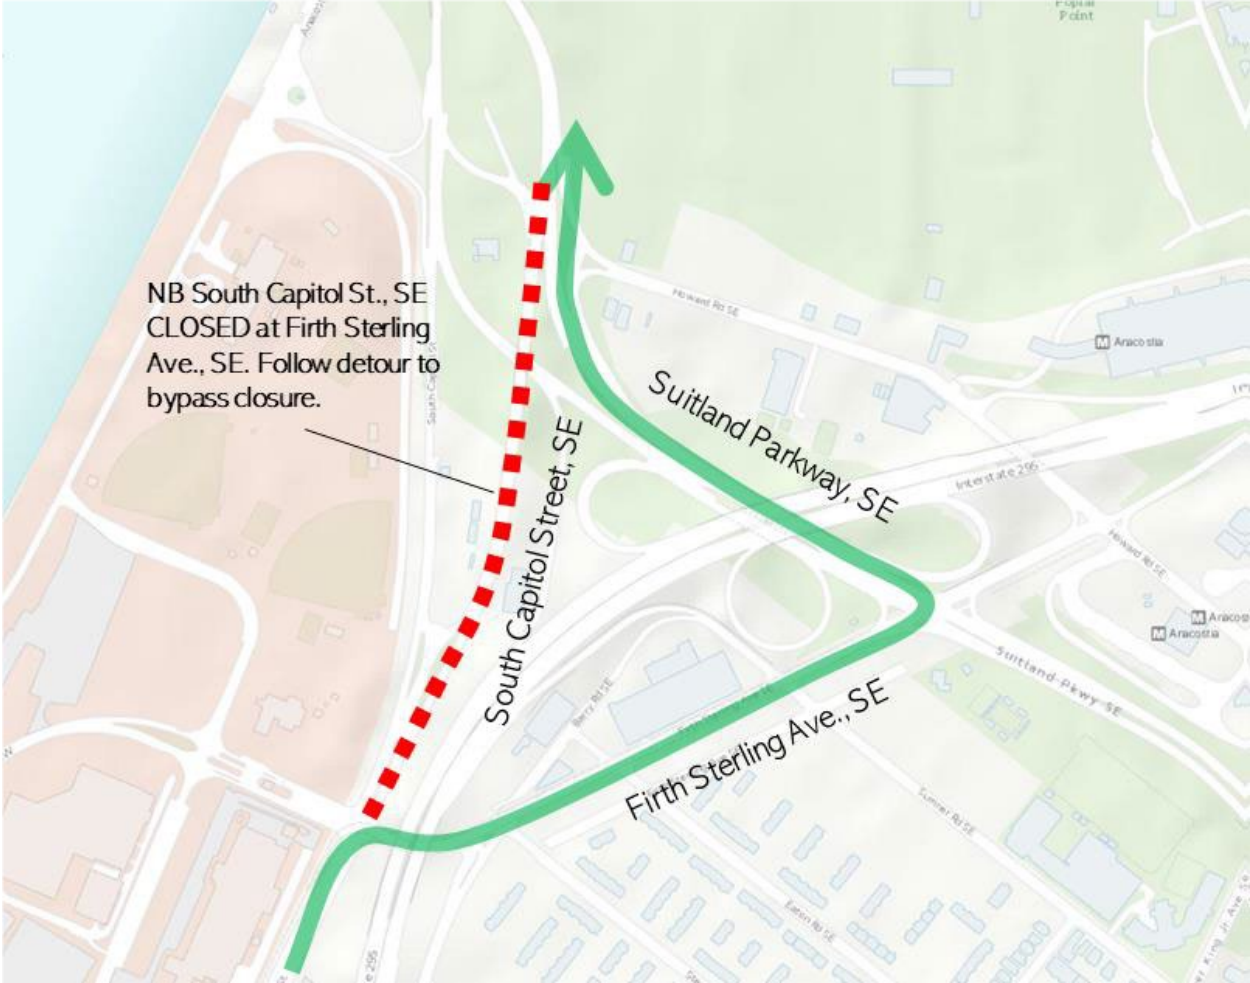 Poplar
Point
NB South Capitol St., SE
CLOSED at Firth Sterling
Ave., SE. Follow detour to
bypass closure.
Howard Rd SE
M Anacostia
Suitland Parkway, SE
South Capitol Street, SE
Interstate 295
Howard Rd SE
M Anacostia
M Anacostia
Suitland Pkwy SE
Barry Rd SE
Firth Sterling Ave., SE
Sumner Rd SE
Eaton Rd SE